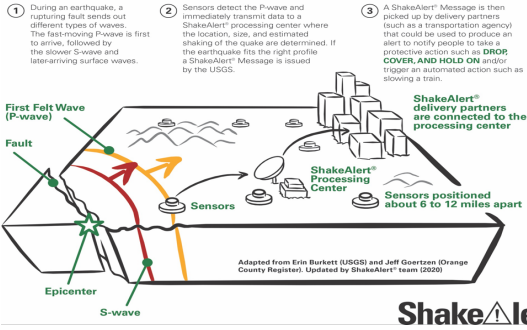 1 During an earthquake, a
rupturing fault sends out
different types of waves.
The fast-moving P-wave is first
to arrive, followed by
the slower S-wave and
later-arriving surface waves.
2 Sensors detect the P-wave and
immediately transmit data to
a ShakeAlert® processing center where
the location, size, and estimated
shaking of the quake are determined. If
the earthquake fits the right profile
a ShakeAlert® Message is issued
by the USGS.
3 A ShakeAlert® Message is then
picked up by delivery partners
(such as a transportation agency)
that could be used to produce an
alert to notify people to take a
protective action such as DROP,
COVER, AND HOLD ON and/or
trigger an automated action such as
slowing a train.
First Felt Wave
(P-wave)
Fault
ShakeAlert®
delivery partners
are connected to the
processing center
ShakeAlert®
Processing
Center
Sensors
Sensors positioned
about 6 to 12 miles apart
Adapted from Erin Burkett (USGS) and Jeff Goertzen (Orange
County Register). Updated by ShakeAlert® team (2020)
Epicenter
S-wave
Shake